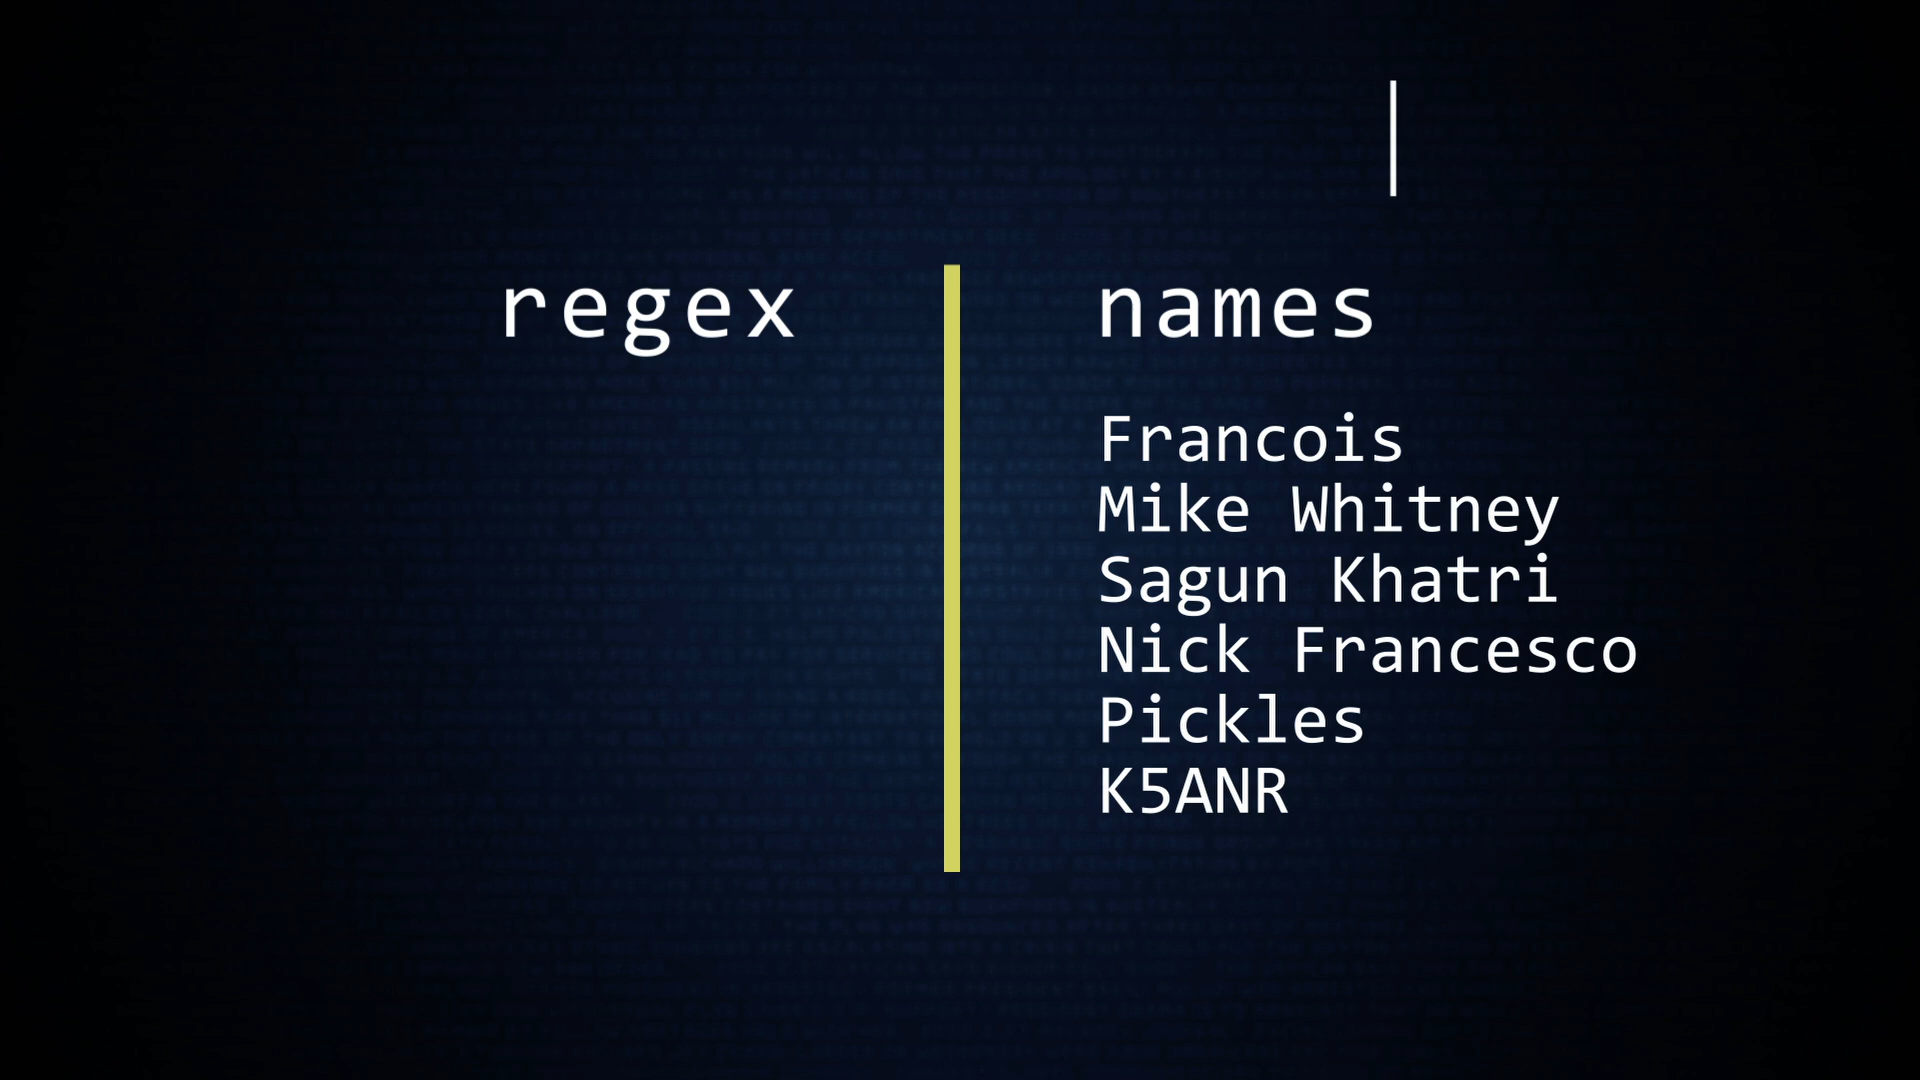 regex
names
Francois
Mike Whitney
Sagun Khatri
Nick Francesco
Pickles
K5ANR